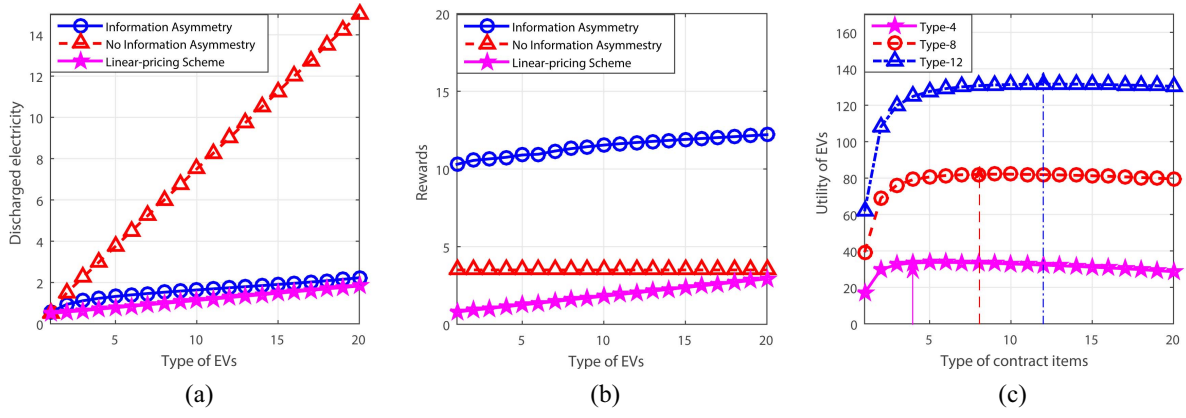 Discharged electricity
14
12
10
8
6
4
2
0
5
10
15
20
Type of EVs
Information Asymmetry
No Information Asymmestry
Linear-pricing Scheme
(a)
Rewards
20
15
10
5
0
5
10
15
20
Type of EVs
Information Asymmetry
No Information Asymmestry
Linear-pricing Scheme
(b)
Utility of EVs
160
140
120
100
80
60
40
20
0
5
10
15
20
Type of contract items
Type-4
Type-8
Type-12
(c)